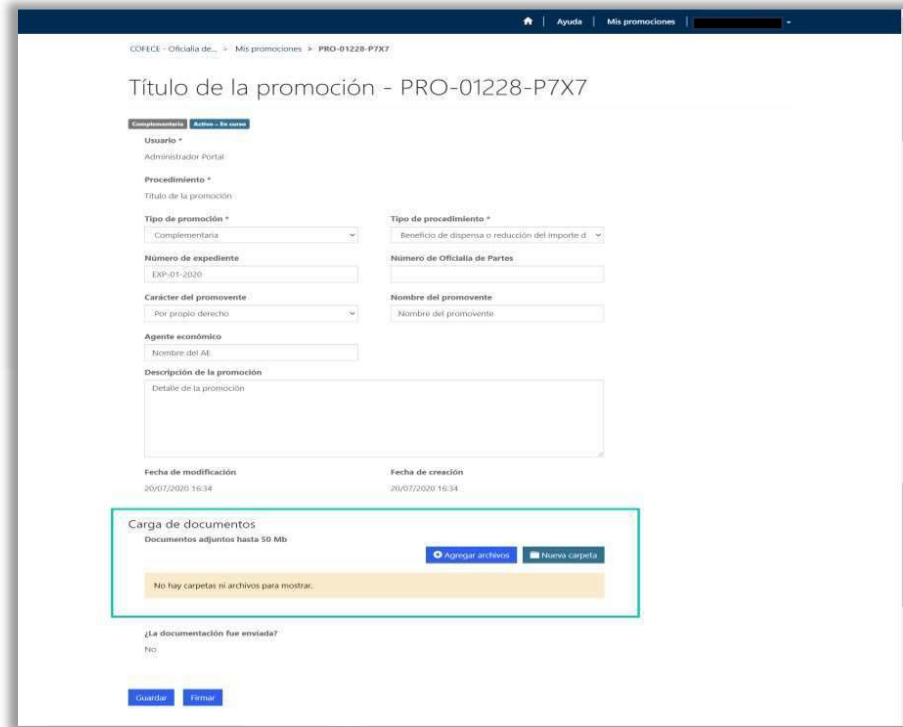 Ayuda | Mis promociones |
COFECE - Oficialia de... > Mis promociones > PRO-01228-P7X7
Título de la promoción - PRO-01228-P7X7
Complementaria Activo - En curso
Usuario *
Administrador Portal
Procedimiento *
Título de la promoción
Tipo de promoción * Tipo de procedimiento *
Complementaria Beneficio de dispensa o reducción del importe d
Número de expediente Número de Oficialía de Partes
EXP-01-2020
Carácter del promovente Nombre del promovente
Por propio derecho Nombre del promovente
Agente económico
Nombre del AE
Descripción de la promoción
Detalle de la promoción
Fecha de modificación Fecha de creación
20/07/2020 16:34 20/07/2020 16:34
Carga de documentos
Documentos adjuntos hasta 50 Mb
Agregar archivos Nueva carpeta
No hay carpetas ni archivos para mostrar.
¿La documentación fue enviada?
No
Guardar Firmar